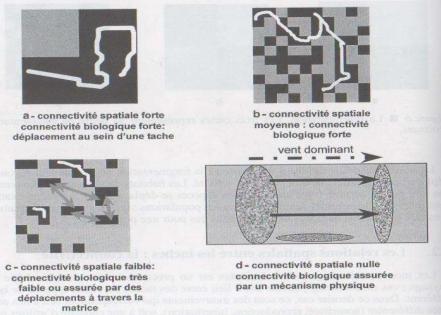 a - connectivité spatiale forte
connectivité biologique forte:
déplacement au sein d'une tache
b - connectivité spatiale
moyenne : connectivité
biologique forte
vent dominant
c - connectivité spatiale faible:
connectivité biologique très
faible ou assurée par des
déplacements à travers la
matrice
d - connectivité spatiale nulle
connectivité biologique assurée
par un mécanisme physique